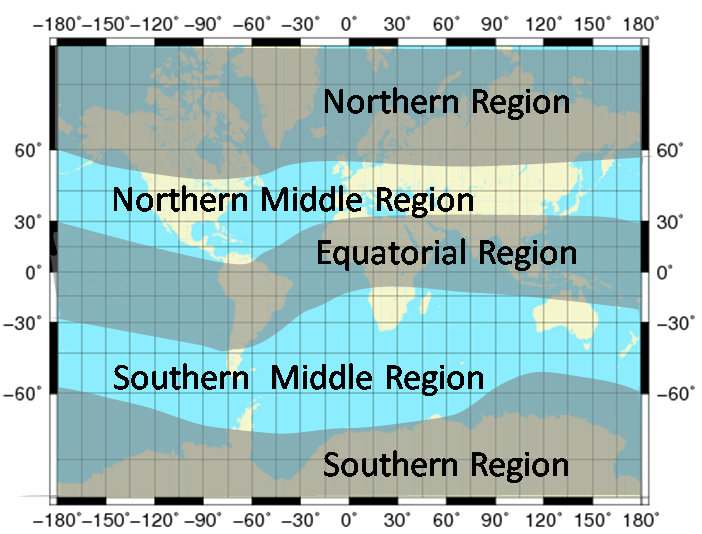 −180˚−150˚−120˚ −90˚ −60˚ −30˚ 0˚ 30˚ 60˚ 90˚ 120˚ 150˚ 180˚
Northern Region
60˚ 60˚
Northern Middle Region
30˚ 30˚
Equatorial Region
0˚ 0˚
−30˚ −30˚
Southern Middle Region
−60˚ −60˚
Southern Region
−180˚−150˚−120˚ −90˚ −60˚ −30˚ 0˚ 30˚ 60˚ 90˚ 120˚ 150˚ 180˚